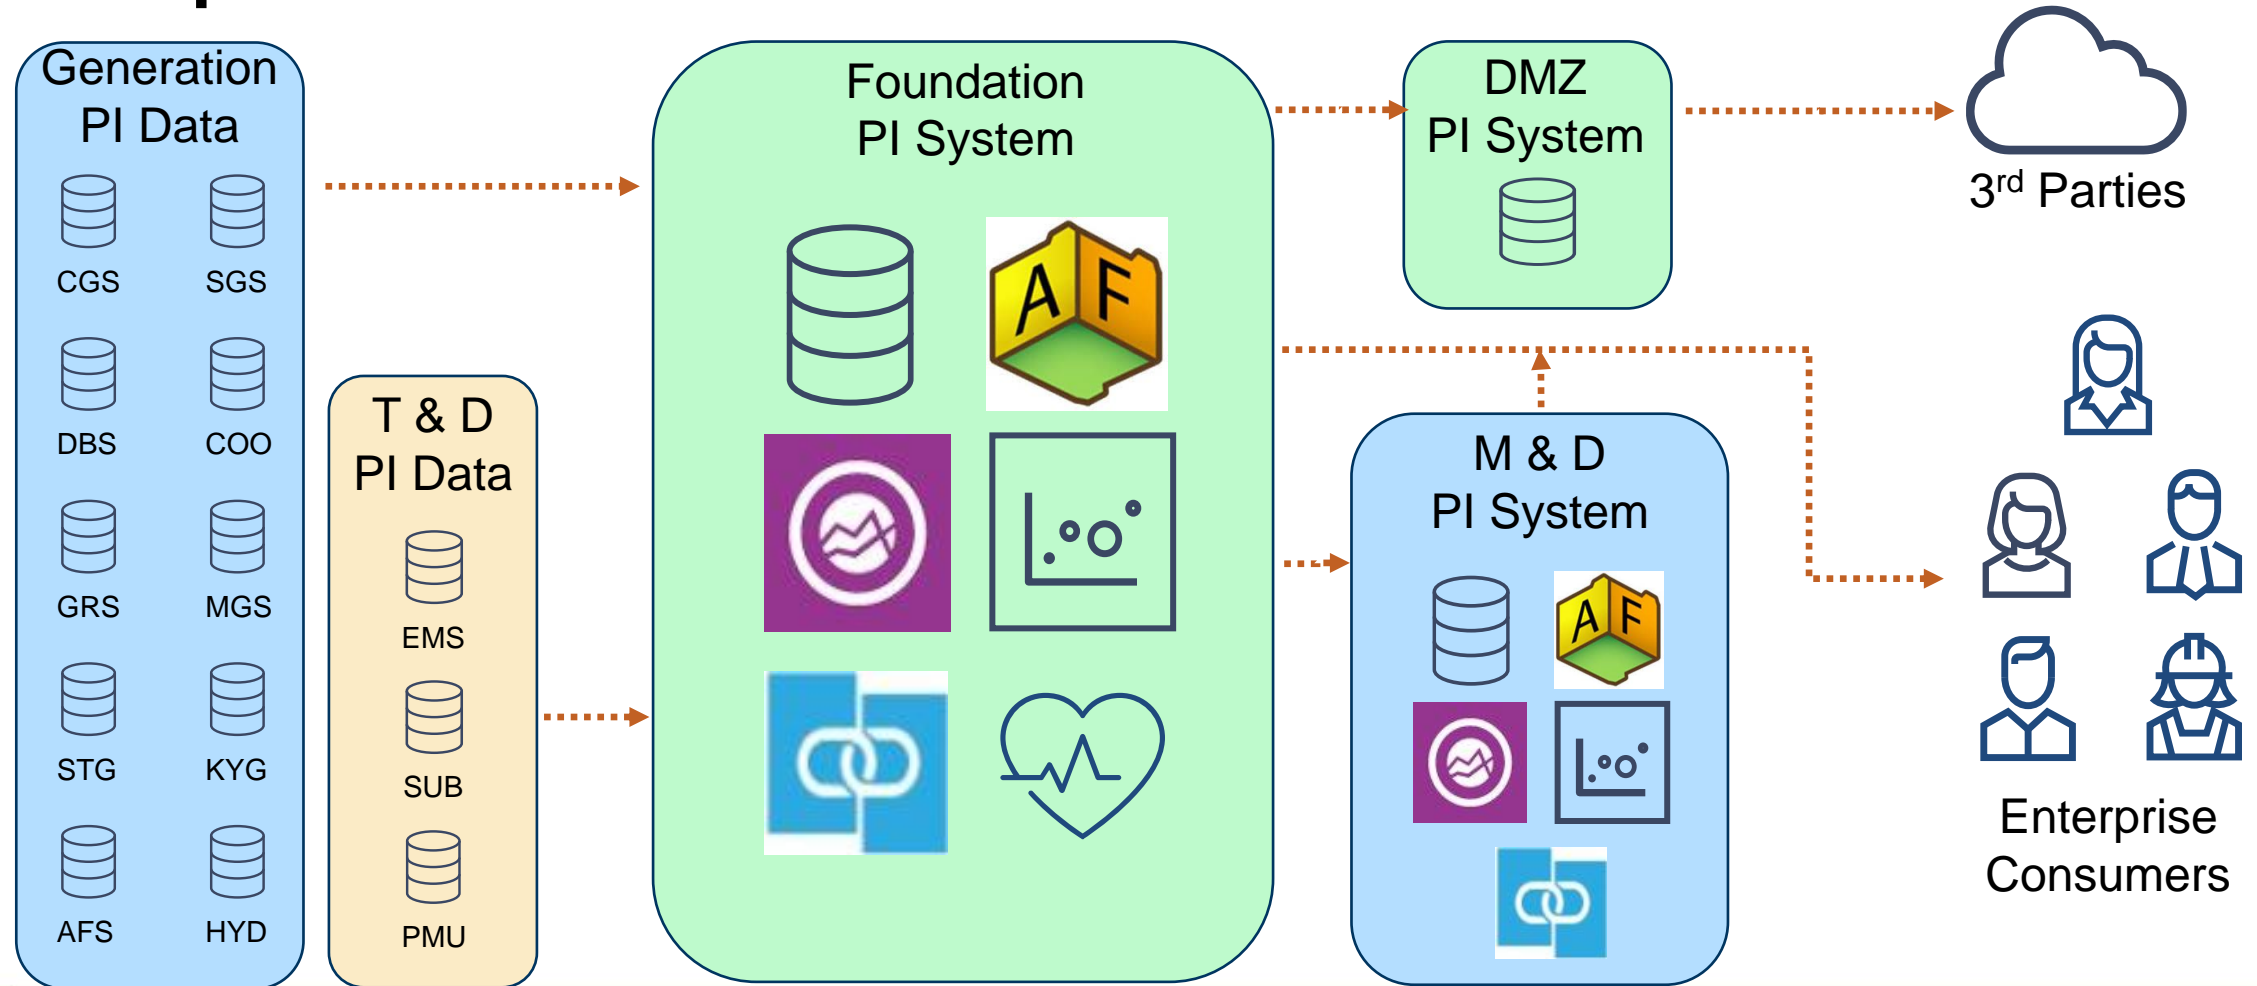 Generation
PI Data
CGS
SGS
DBS
COO
GRS
MGS
STG
KYG
AFS
HYD
T & D
PI Data
EMS
SUB
PMU
Foundation
PI System
A F
DMZ
PI System
3rd Parties
M & D
PI System
A F
Enterprise
Consumers